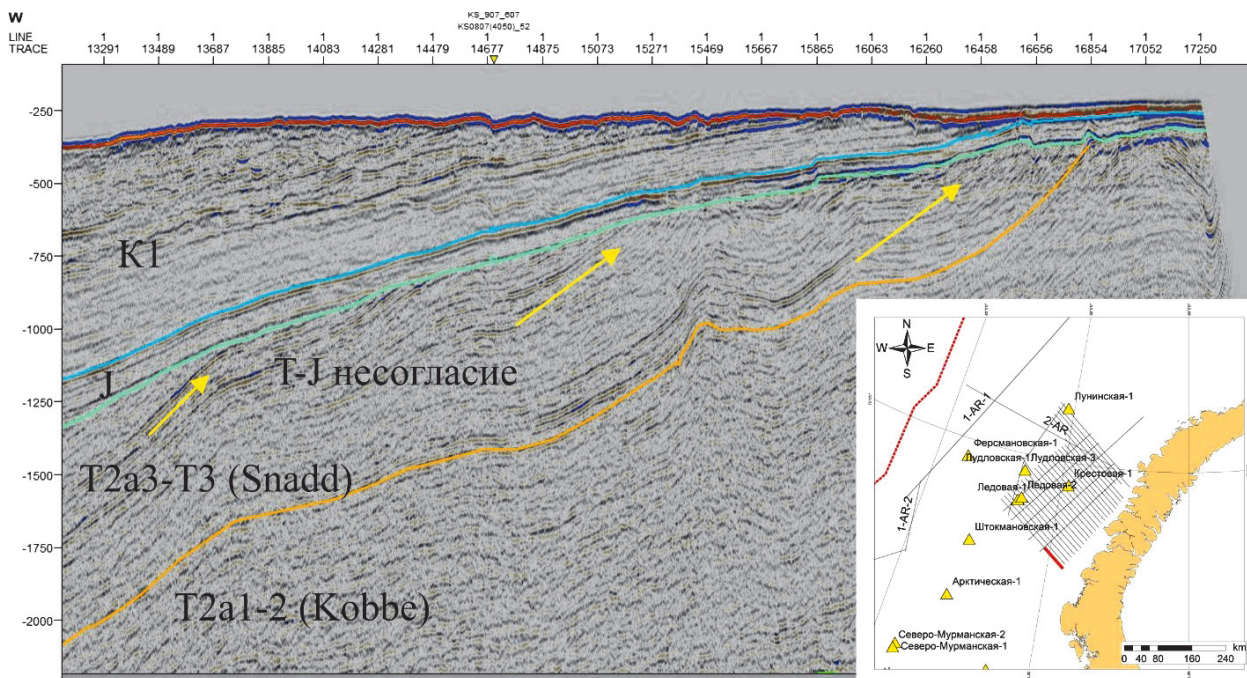 W
KS_907_607
KS0807(4050)_52
LINE 1 1 1 1 1 1 1 1 1 1 1 1 1 1 1 1 1 1 1 1 1
TRACE 13291 13489 13687 13885 14083 14281 14479 14677 14875 15073 15271 15469 15667 15865 16063 16260 16458 16656 16854 17052 17250
-250
-500
-750
-1000
-1250
-1500
-1750
-2000
К1
J
Т-J несогласие
T2a3-T3 (Snadd)
T2a1-2 (Kobbe)
N
W E
S
Лунинская-1
1-AR-1
2-AR
Ферсмановская-1
Лудловская-1 Лудловская-3
Крестовая-1
Ледовая-1 Ледовая-2
1-AR-2
Штокмановская-1
Арктическая-1
Северо-Мурманская-2
Северо-Мурманская-1
km
0 40 80 160 240